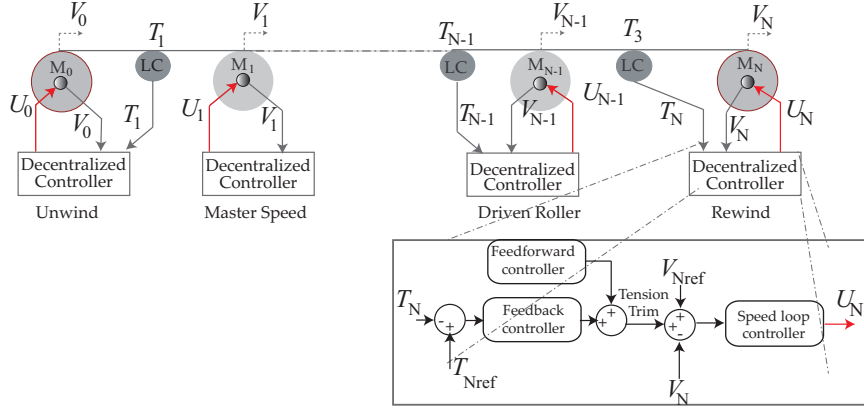 V0 V1 VN-1 VN
T1 TN-1 T3
M0 LC M1 LC MN-1 LC MN
U0 V0 T1 U1 V1 TN-1 VN-1 UN-1 TN VN UN
Decentralized Controller
Decentralized Controller
Decentralized Controller
Decentralized Controller
Unwind Master Speed Driven Roller Rewind
Feedforward controller
VNref
TN
Feedback controller
Tension Trim
Speed loop controller
UN
- + + + + + -
TNref
VN